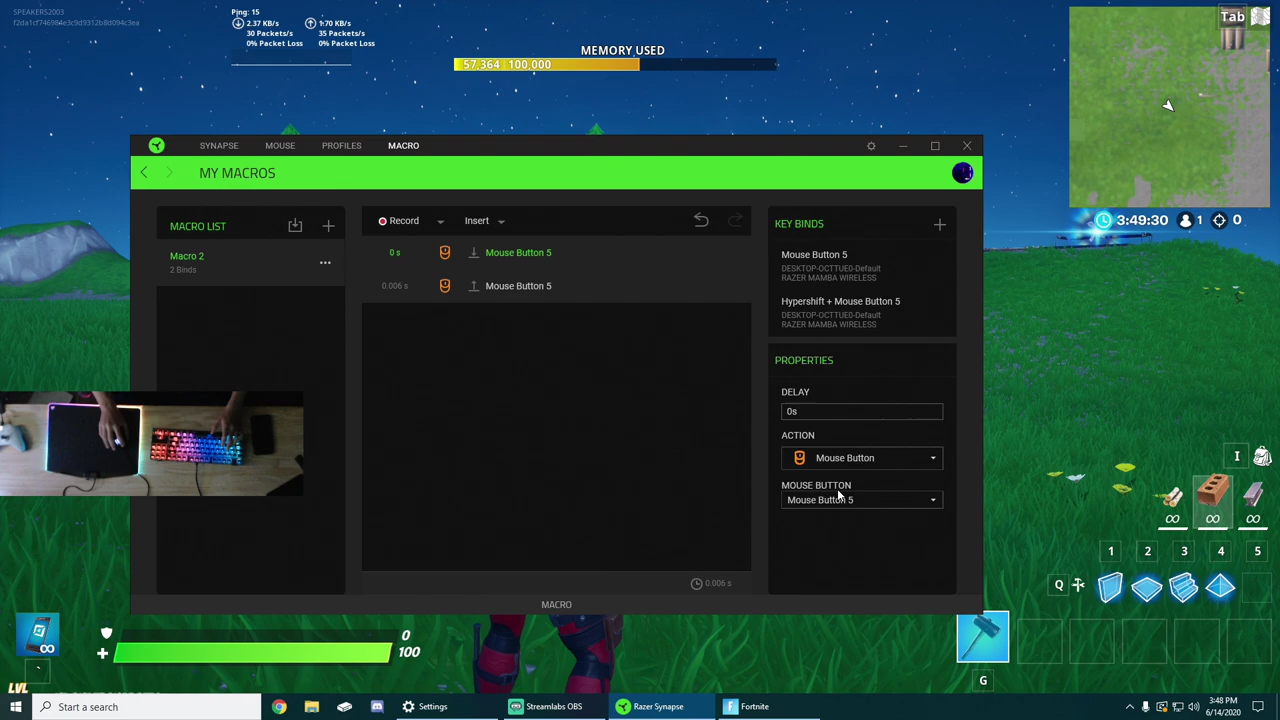 SPEAKERS2003
Ping: 15
2.37 KB/s
1.70 KB/s
30 Packets/s
35 Packets/s
0% Packet Loss
0% Packet Loss
MEMORY USED
57,364 100,000
Tab
3:49:30
1
0
SYNAPSE
MOUSE
PROFILES
MACRO
MY MACROS
MACRO LIST
Macro 2
2 Binds
Record
Insert
0 s
Mouse Button 5
0.006 s
Mouse Button 5
0.006 s
KEY BINDS
Mouse Button 5
DESKTOP-OCTTUE0-Default
RAZER MAMBA WIRELESS
Hypershift + Mouse Button 5
DESKTOP-OCTTUE0-Default
RAZER MAMBA WIRELESS
PROPERTIES
DELAY
0s
ACTION
Mouse Button
MOUSE BUTTON
Mouse Button 5
MACRO
I
∞
∞
∞
1
2
3
4
5
Q
G
∞
0
100
LVL
Start a search
Settings
Streamlabs OBS
Razer Synapse
Fortnite
3:48 PM
6/14/2020